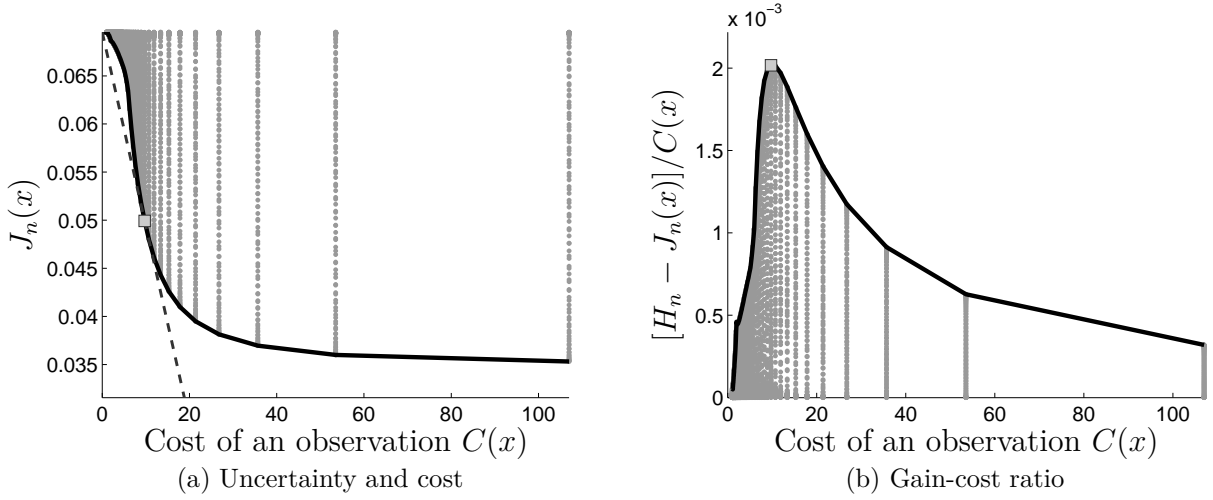 0.065
0.06
0.055
0.05
0.045
0.04
0.035
J_n(x)
0 20 40 60 80 100
Cost of an observation C(x)
(a) Uncertainty and cost
x 10^{-3}
2
1.5
1
0.5
0
[H_n − J_n(x)]/C(x)
0 20 40 60 80 100
Cost of an observation C(x)
(b) Gain-cost ratio